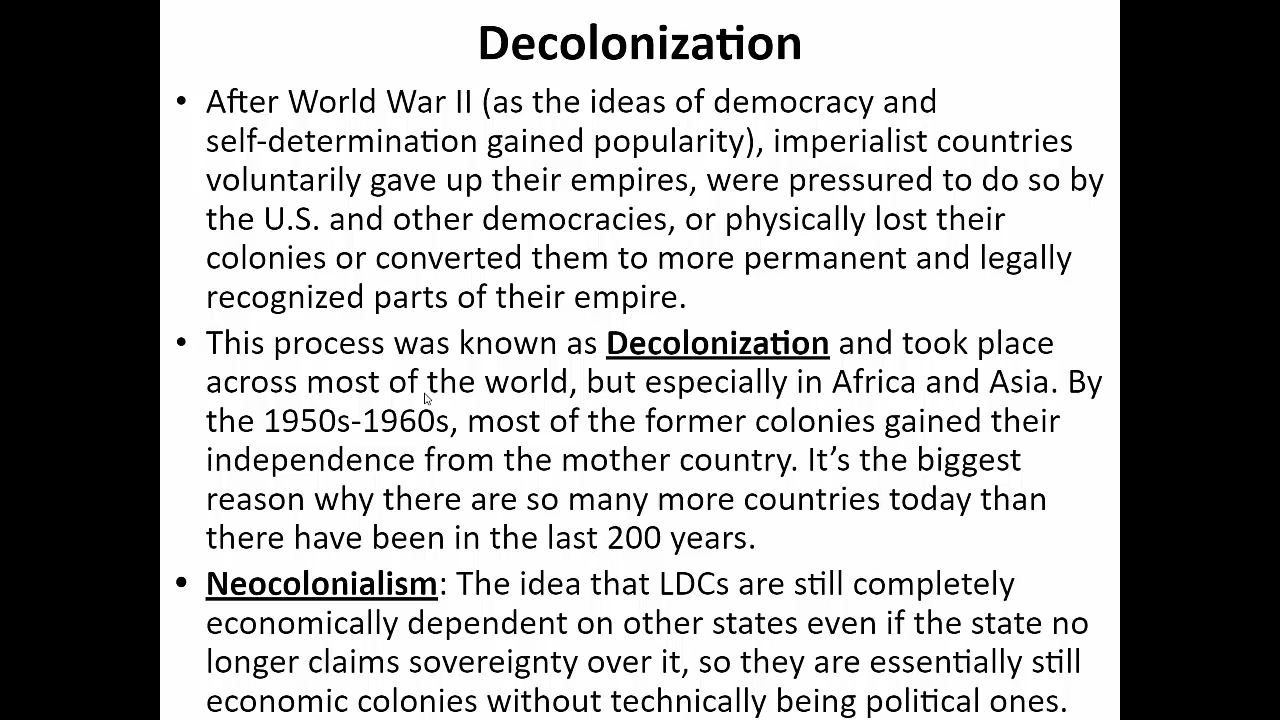 Decolonization
• After World War II (as the ideas of democracy and
self-determination gained popularity), imperialist countries
voluntarily gave up their empires, were pressured to do so by
the U.S. and other democracies, or physically lost their
colonies or converted them to more permanent and legally
recognized parts of their empire.
• This process was known as Decolonization and took place
across most of the world, but especially in Africa and Asia. By
the 1950s-1960s, most of the former colonies gained their
independence from the mother country. It’s the biggest
reason why there are so many more countries today than
there have been in the last 200 years.
• Neocolonialism: The idea that LDCs are still completely
economically dependent on other states even if the state no
longer claims sovereignty over it, so they are essentially still
economic colonies without technically being political ones.